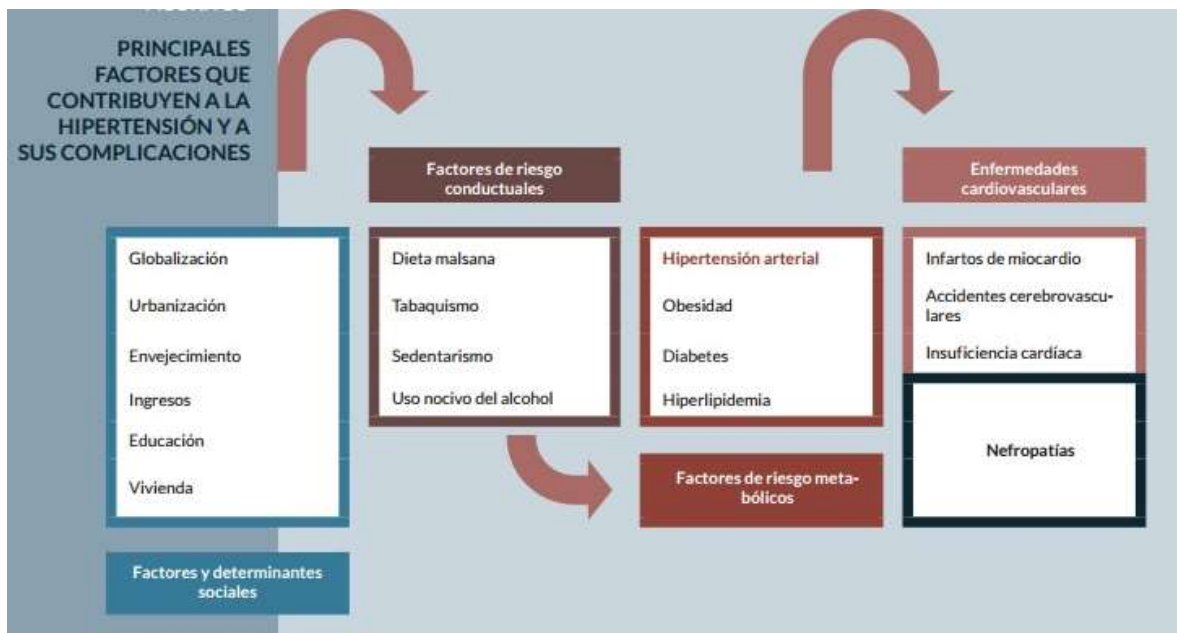 PRINCIPALES
FACTORES QUE
CONTRIBUYEN A LA
HIPERTENSIÓN Y A
SUS COMPLICACIONES
Globalización
Urbanización
Envejecimiento
Ingresos
Educación
Vivienda
Factores y determinantes
sociales
Factores de riesgo
conductuales
Dieta malsana
Tabaquismo
Sedentarismo
Uso nocivo del alcohol
Hipertensión arterial
Obesidad
Diabetes
Hiperlipidemia
Factores de riesgo meta-
bólicos
Enfermedades
cardiovasculares
Infartos de miocardio
Accidentes cerebrovascu-
lares
Insuficiencia cardíaca
Nefropatías